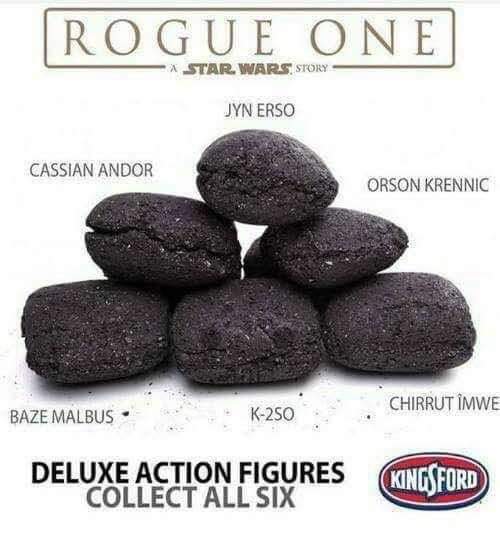 ROGUE ONE
A STAR WARS STORY
JYN ERSO
CASSIAN ANDOR
ORSON KRENNIC
BAZE MALBUS
K-2SO
CHIRRUT ÎMWE
DELUXE ACTION FIGURES
COLLECT ALL SIX
KINGSFORD